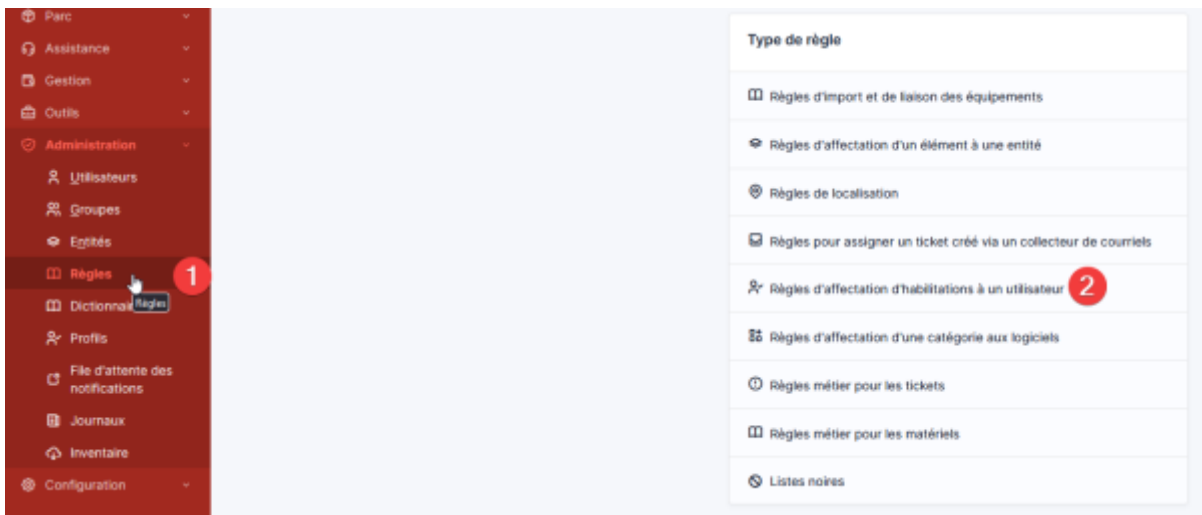 Parc
Assistance
Gestion
Outils
Administration
Utilisateurs
Groupes
Entités
Règles
1
Dictionnai
Règles
Profils
File d'attente des
notifications
Journaux
Inventaire
Configuration
Type de règle
Règles d'import et de liaison des équipements
Règles d'affectation d'un élément à une entité
Règles de localisation
Règles pour assigner un ticket créé via un collecteur de courriels
Règles d'affectation d'habilitations à un utilisateur
2
Règles d'affectation d'une catégorie aux logiciels
Règles métier pour les tickets
Règles métier pour les matériels
Listes noires